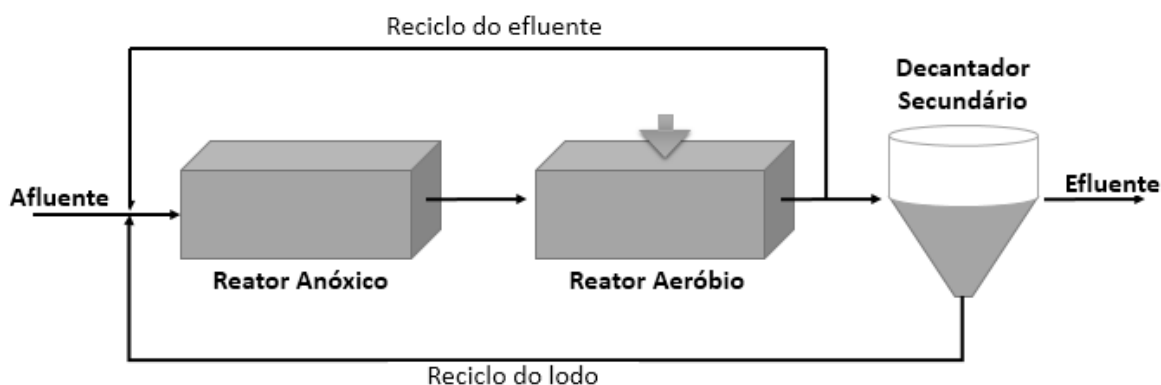 Reciclo do efluente
Decantador
Secundário
Afluente
Efluente
Reator Anóxico
Reator Aeróbio
Reciclo do lodo